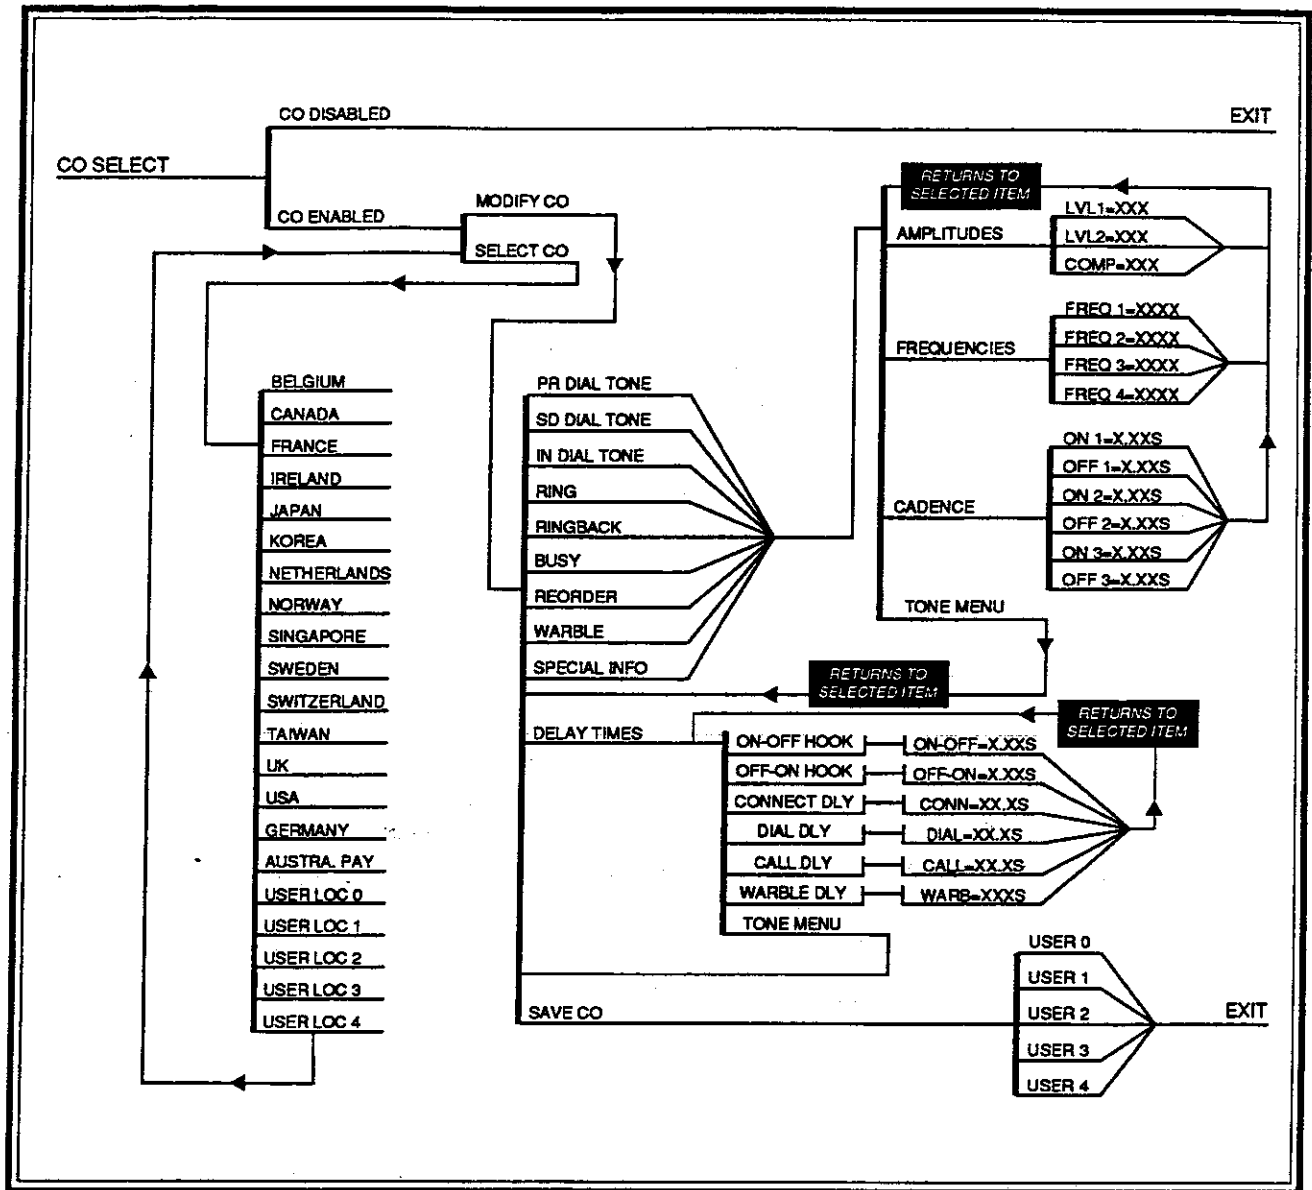 CO DISABLED
EXIT
CO SELECT
CO ENABLED
MODIFY CO
SELECT CO
RETURNS TO
SELECTED ITEM
AMPLITUDES
LVL1=XXX
LVL2=XXX
COMP=XXX
FREQUENCIES
FREQ 1=XXXX
FREQ 2=XXXX
FREQ 3=XXXX
FREQ 4=XXXX
CADENCE
ON 1=X.XXS
OFF 1=X.XXS
ON 2=X.XXS
OFF 2=X.XXS
ON 3=X.XXS
OFF 3=X.XXS
TONE MENU
BELGIUM
CANADA
FRANCE
IRELAND
JAPAN
KOREA
NETHERLANDS
NORWAY
SINGAPORE
SWEDEN
SWITZERLAND
TAIWAN
UK
USA
GERMANY
AUSTRAL PAY
USER LOC 0
USER LOC 1
USER LOC 2
USER LOC 3
USER LOC 4
PR DIAL TONE
SD DIAL TONE
IN DIAL TONE
RING
RINGBACK
BUSY
REORDER
WARBLE
SPECIAL INFO
RETURNS TO
SELECTED ITEM
DELAY TIMES
RETURNS TO
SELECTED ITEM
ON-OFF HOOK ON-OFF=X.XXS
OFF-ON HOOK OFF-ON=X.XXS
CONNECT DLY CONN=XX.XS
DIAL DLY DIAL=XX.XS
CALL DLY CALL=XX.XS
WARBLE DLY WARB=XXXS
TONE MENU
SAVE CO
USER 0
USER 1
USER 2
USER 3
USER 4
EXIT